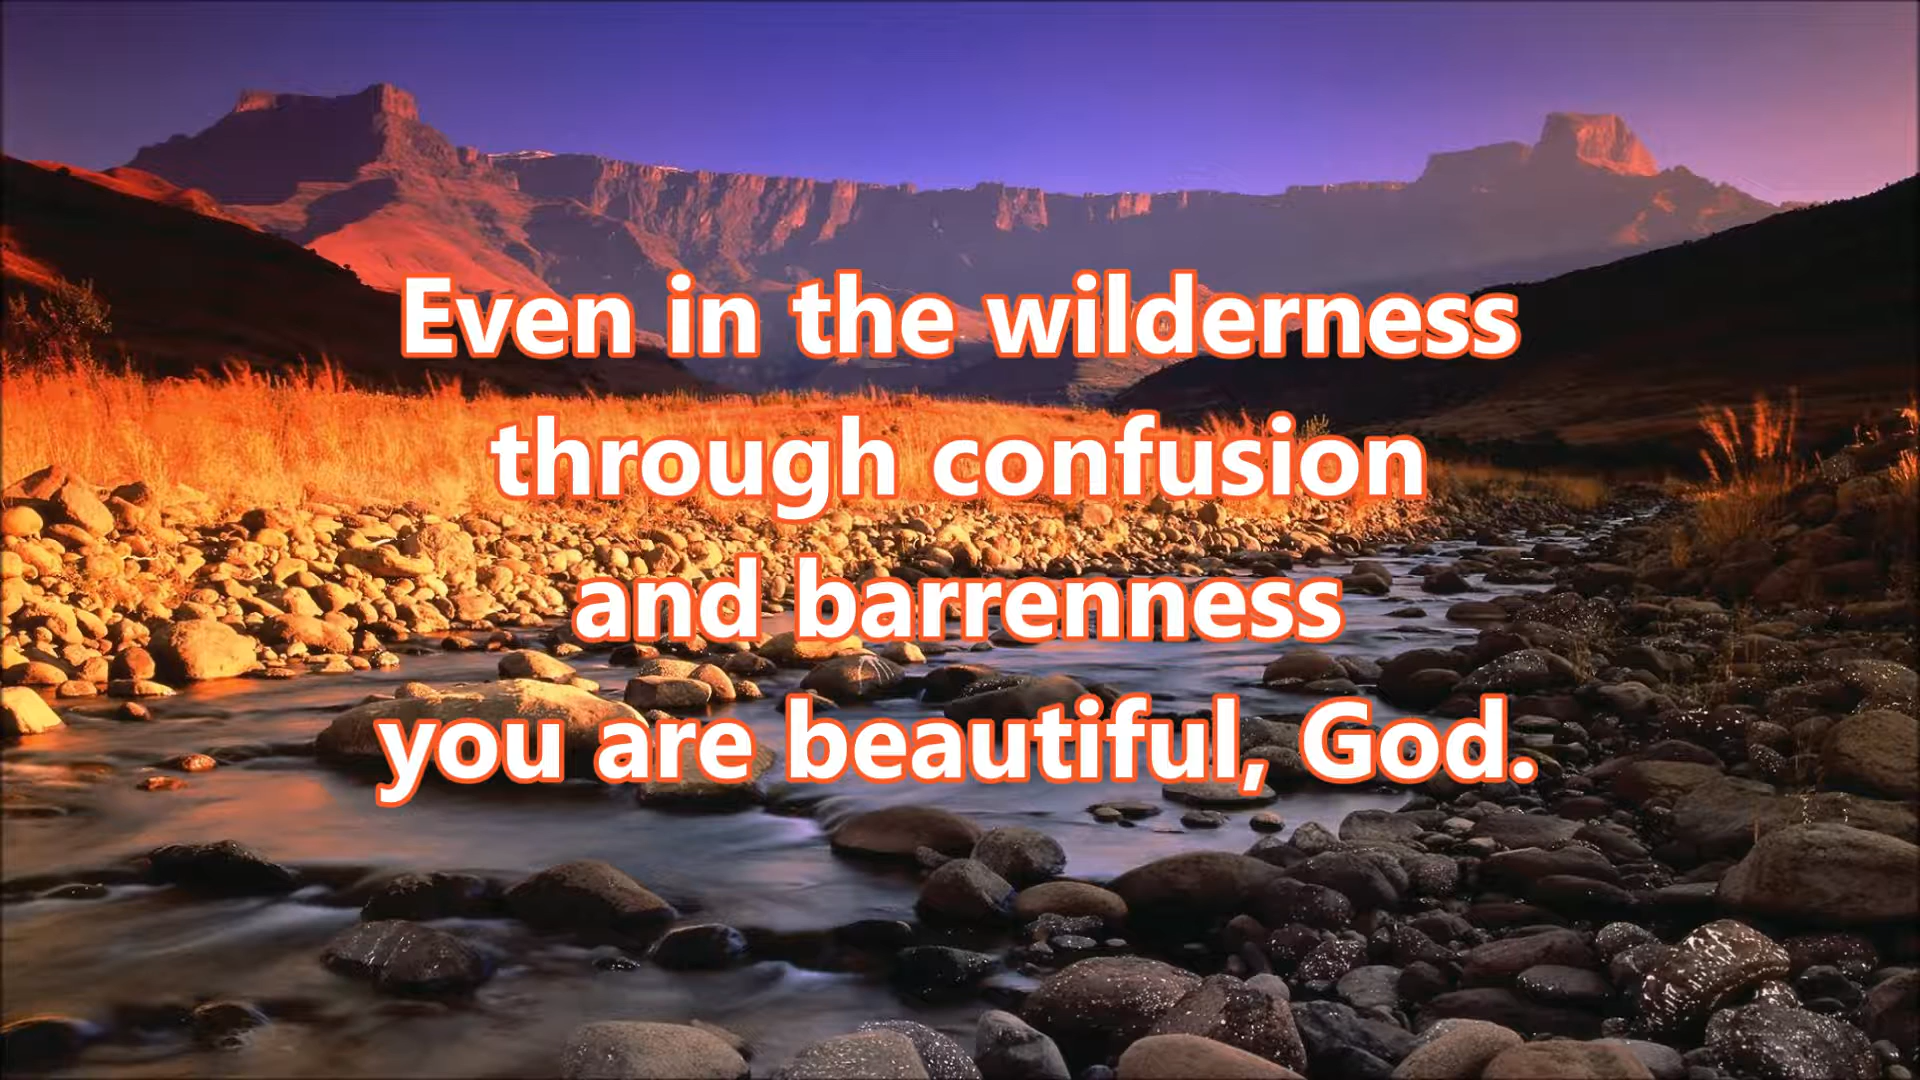 Even in the wilderness
through confusion
and barrenness
you are beautiful, God.